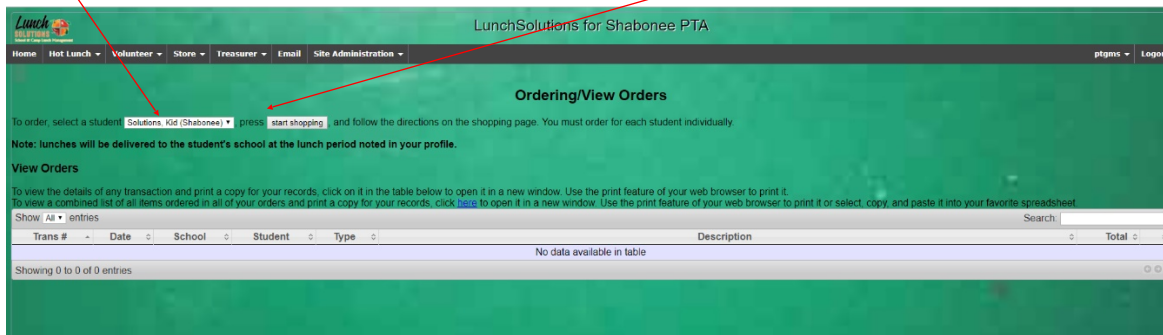 Lunch
SOLUTIONS
LunchSolutions for Shabonee PTA
Home Hot Lunch Volunteer Store Treasurer Email Site Administration ptgms Logou
Ordering/View Orders
To order, select a student Solutions, Kid (Shabonee) press start shopping , and follow the directions on the shopping page. You must order for each student individually.
Note: lunches will be delivered to the student's school at the lunch period noted in your profile.
View Orders
To view the details of any transaction and print a copy for your records, click on it in the table below to open it in a new window. Use the print feature of your web browser to print it.
To view a combined list of all items ordered in all of your orders and print a copy for your records, click here to open it in a new window. Use the print feature of your web browser to print it or select, copy, and paste it into your favorite spreadsheet.
Show All entries Search:
Trans # Date School Student Type Description Total
No data available in table
Showing 0 to 0 of 0 entries